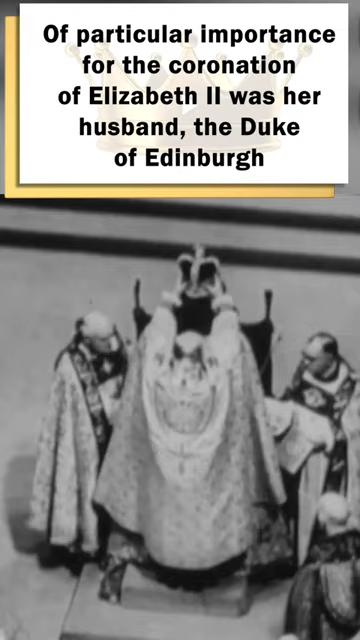 Of particular importance
for the coronation
of Elizabeth II was her
husband, the Duke
of Edinburgh